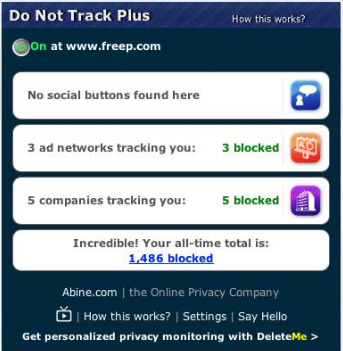 Do Not Track Plus How this works?
On at www.freep.com
No social buttons found here
3 ad networks tracking you: 3 blocked
AD
5 companies tracking you: 5 blocked
Incredible! Your all-time total is:
1,486 blocked
Abine.com | the Online Privacy Company
| How this works? | Settings | Say Hello
Get personalized privacy monitoring with DeleteMe >